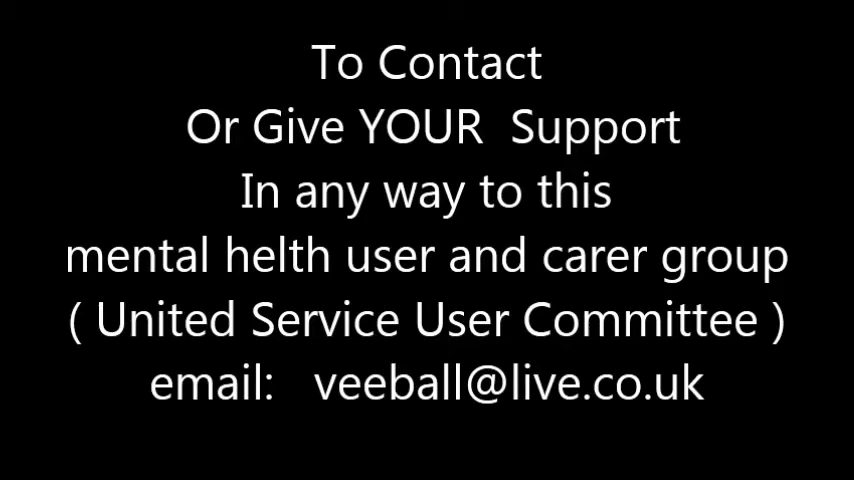 To Contact
Or Give YOUR  Support
In any way to this
mental helth user and carer group
( United Service User Committee )
email:   veeball@live.co.uk